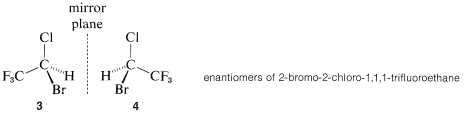 mirror
plane
Cl Cl
C H H C
F₃C Br Br CF₃
3 4
enantiomers of 2-bromo-2-chloro-1,1,1-trifluoroethane